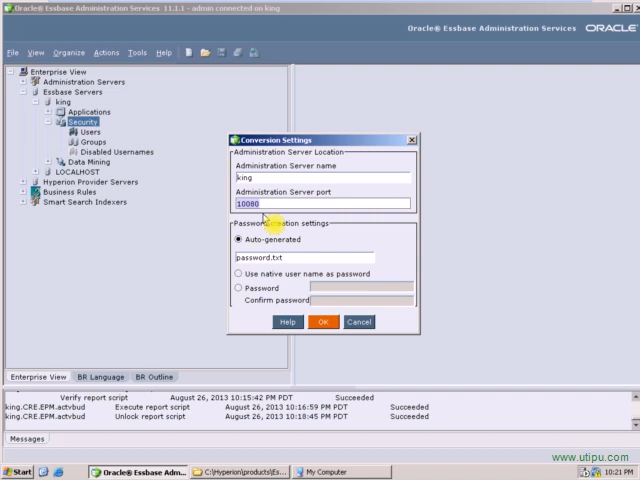 Oracle® Essbase Administration Services 11.1.1 - admin connected on king
Oracle® Essbase Administration Services ORACLE
File View Organize Actions Tools Help
Enterprise View
Administration Servers
Essbase Servers
king
Applications
Security
Users
Groups
Disabled Usernames
Data Mining
LOCALHOST
Hyperion Provider Servers
Business Rules
Smart Search Indexers
Conversion Settings
Administration Server Location
Administration Server name
king
Administration Server port
10080
settings
Auto-generated
password.txt
Use native user name as password
Password
Confirm password
Help OK Cancel
Enterprise View BR Language BR Outline
Verify report script August 26, 2013 10:15:42 PM PDT Succeeded
king.CRE.EPM.actvbud Execute report script August 26, 2013 10:16:59 PM PDT Succeeded
king.CRE.EPM.actvbud Unlock report script August 26, 2013 10:18:45 PM PDT Succeeded
Messages
www.utipu.com
Start Oracle® Essbase Adm... C:\Hyperion\products\Es... My Computer 10:21 PM